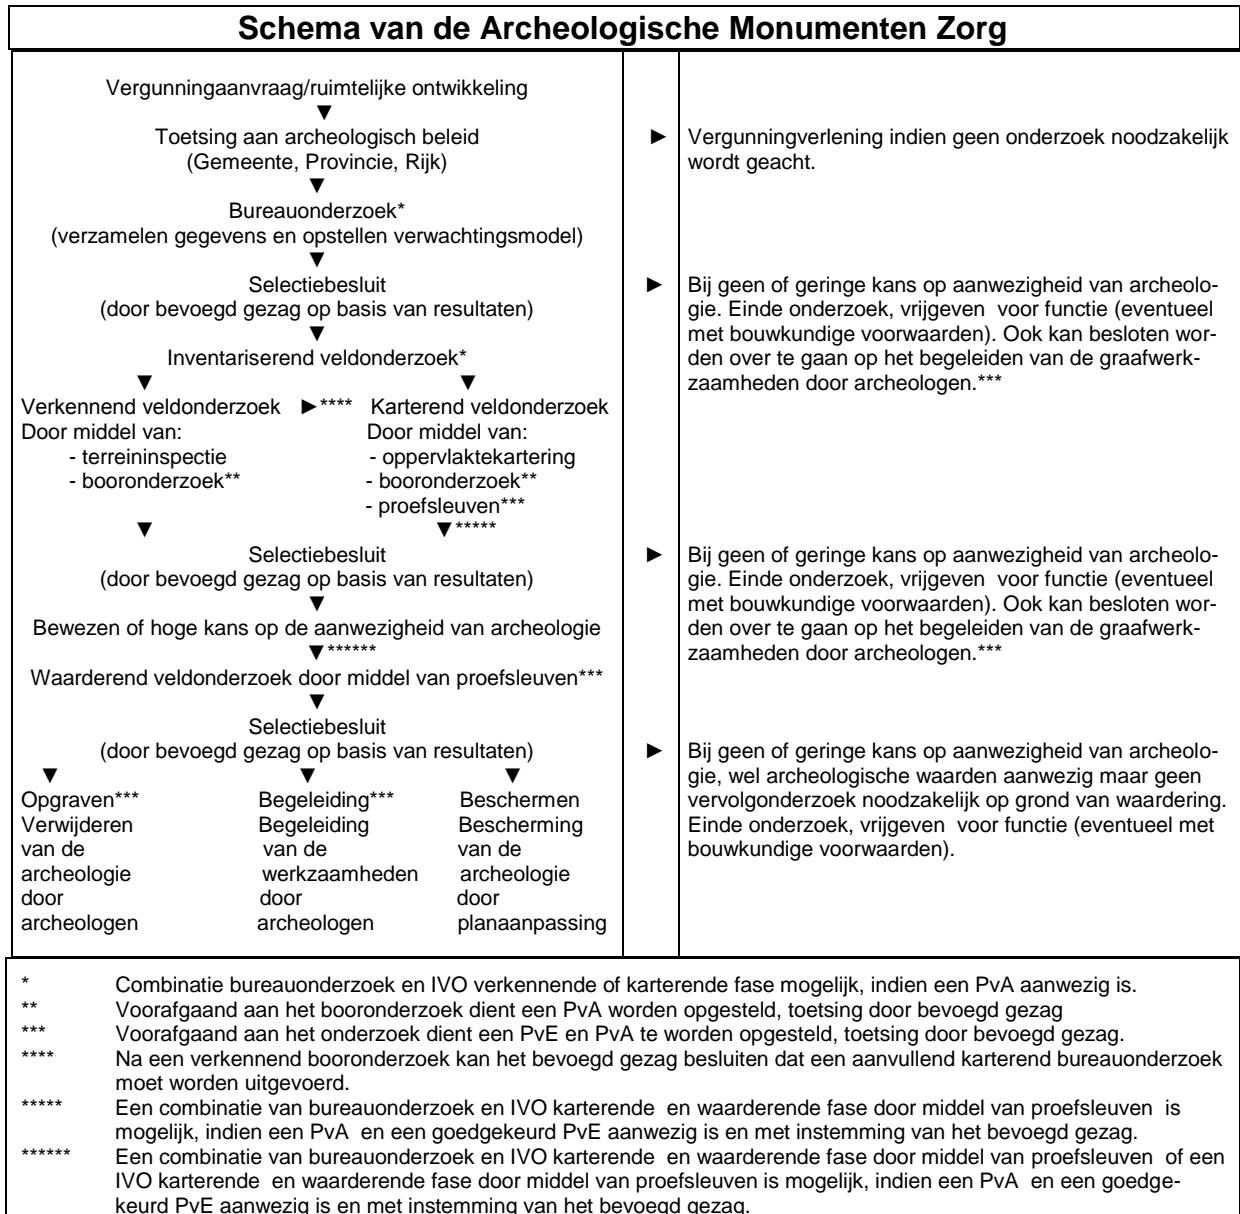 Schema van de Archeologische Monumenten Zorg
Vergunningaanvraag/ruimtelijke ontwikkeling
▼
Toetsing aan archeologisch beleid
(Gemeente, Provincie, Rijk)
► Vergunningverlening indien geen onderzoek noodzakelijk
wordt geacht.
▼
Bureauonderzoek*
(verzamelen gegevens en opstellen verwachtingsmodel)
▼
Selectiebesluit
(door bevoegd gezag op basis van resultaten)
► Bij geen of geringe kans op aanwezigheid van archeolo-
gie. Einde onderzoek, vrijgeven voor functie (eventueel
met bouwkundige voorwaarden). Ook kan besloten wor-
den over te gaan op het begeleiden van de graafwerk-
zaamheden door archeologen.***
▼
Inventariserend veldonderzoek*
▼ ▼
Verkennend veldonderzoek ►**** Karterend veldonderzoek
Door middel van: Door middel van:
- terreininspectie - oppervlaktekartering
- booronderzoek** - booronderzoek**
- proefsleuven***
▼ ▼*****
Selectiebesluit
(door bevoegd gezag op basis van resultaten)
► Bij geen of geringe kans op aanwezigheid van archeolo-
gie. Einde onderzoek, vrijgeven voor functie (eventueel
met bouwkundige voorwaarden). Ook kan besloten wor-
den over te gaan op het begeleiden van de graafwerk-
zaamheden door archeologen.***
▼
Bewezen of hoge kans op de aanwezigheid van archeologie
▼******
Waarderend veldonderzoek door middel van proefsleuven***
▼
Selectiebesluit
(door bevoegd gezag op basis van resultaten)
► Bij geen of geringe kans op aanwezigheid van archeolo-
gie, wel archeologische waarden aanwezig maar geen
vervolgonderzoek noodzakelijk op grond van waardering.
Einde onderzoek, vrijgeven voor functie (eventueel met
bouwkundige voorwaarden).
▼ ▼ ▼
Opgraven*** Begeleiding*** Beschermen
Verwijderen Begeleiding Bescherming
van de van de van de
archeologie werkzaamheden archeologie
door door door
archeologen archeologen planaanpassing
* Combinatie bureauonderzoek en IVO verkennende of karterende fase mogelijk, indien een PvA aanwezig is.
** Voorafgaand aan het booronderzoek dient een PvA worden opgesteld, toetsing door bevoegd gezag
*** Voorafgaand aan het onderzoek dient een PvE en PvA te worden opgesteld, toetsing door bevoegd gezag.
**** Na een verkennend booronderzoek kan het bevoegd gezag besluiten dat een aanvullend karterend bureauonderzoek
moet worden uitgevoerd.
***** Een combinatie van bureauonderzoek en IVO karterende en waarderende fase door middel van proefsleuven is
mogelijk, indien een PvA en een goedgekeurd PvE aanwezig is en met instemming van het bevoegd gezag.
****** Een combinatie van bureauonderzoek en IVO karterende en waarderende fase door middel van proefsleuven of een
IVO karterende en waarderende fase door middel van proefsleuven is mogelijk, indien een PvA en een goedge-
keurd PvE aanwezig is en met instemming van het bevoegd gezag.